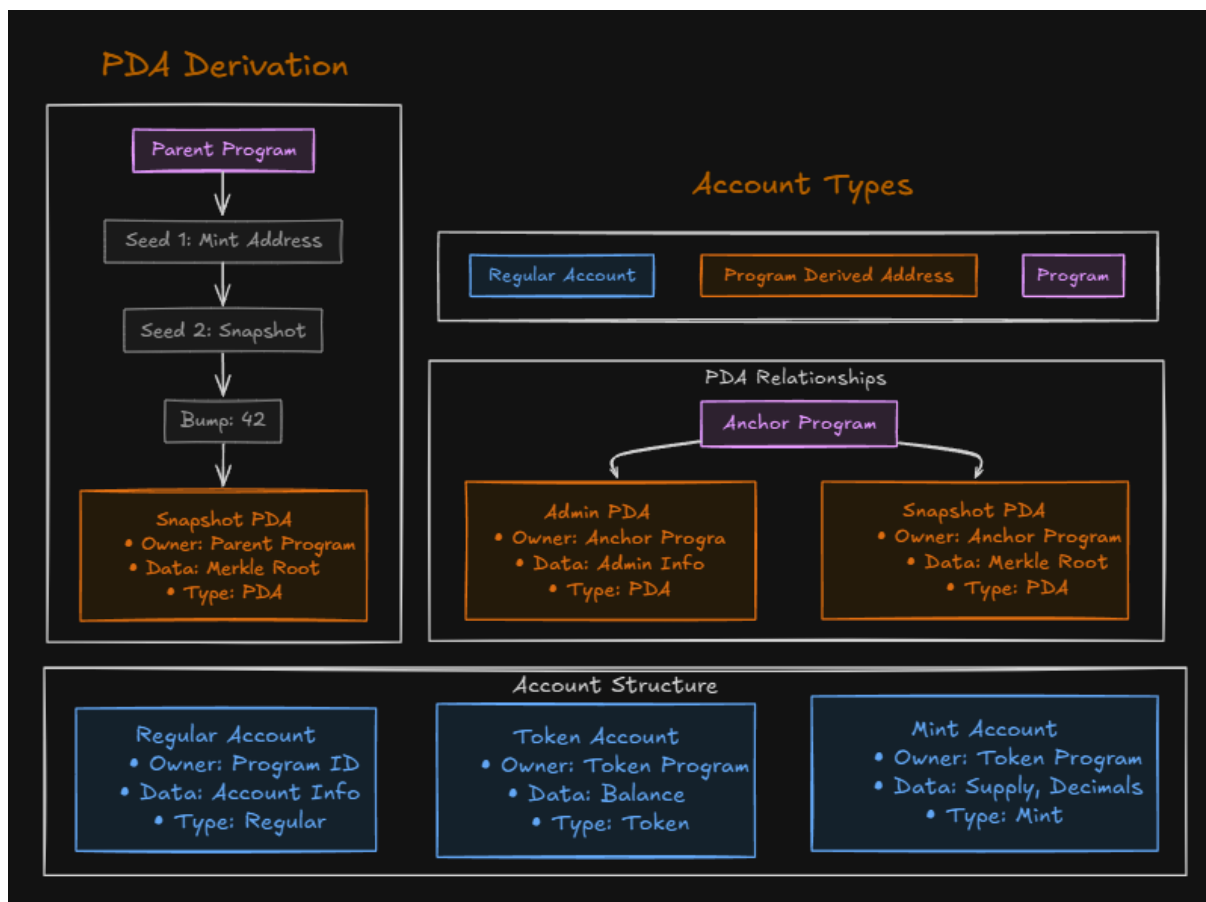 PDA Derivation
Parent Program
Seed 1: Mint Address
Seed 2: Snapshot
Bump: 42
Snapshot PDA
• Owner: Parent Program
• Data: Merkle Root
• Type: PDA
Account Types
Regular Account
Program Derived Address
Program
PDA Relationships
Anchor Program
Admin PDA
• Owner: Anchor Progra
• Data: Admin Info
• Type: PDA
Snapshot PDA
• Owner: Anchor Program
• Data: Merkle Root
• Type: PDA
Account Structure
Regular Account
• Owner: Program ID
• Data: Account Info
• Type: Regular
Token Account
• Owner: Token Program
• Data: Balance
• Type: Token
Mint Account
• Owner: Token Program
• Data: Supply, Decimals
• Type: Mint